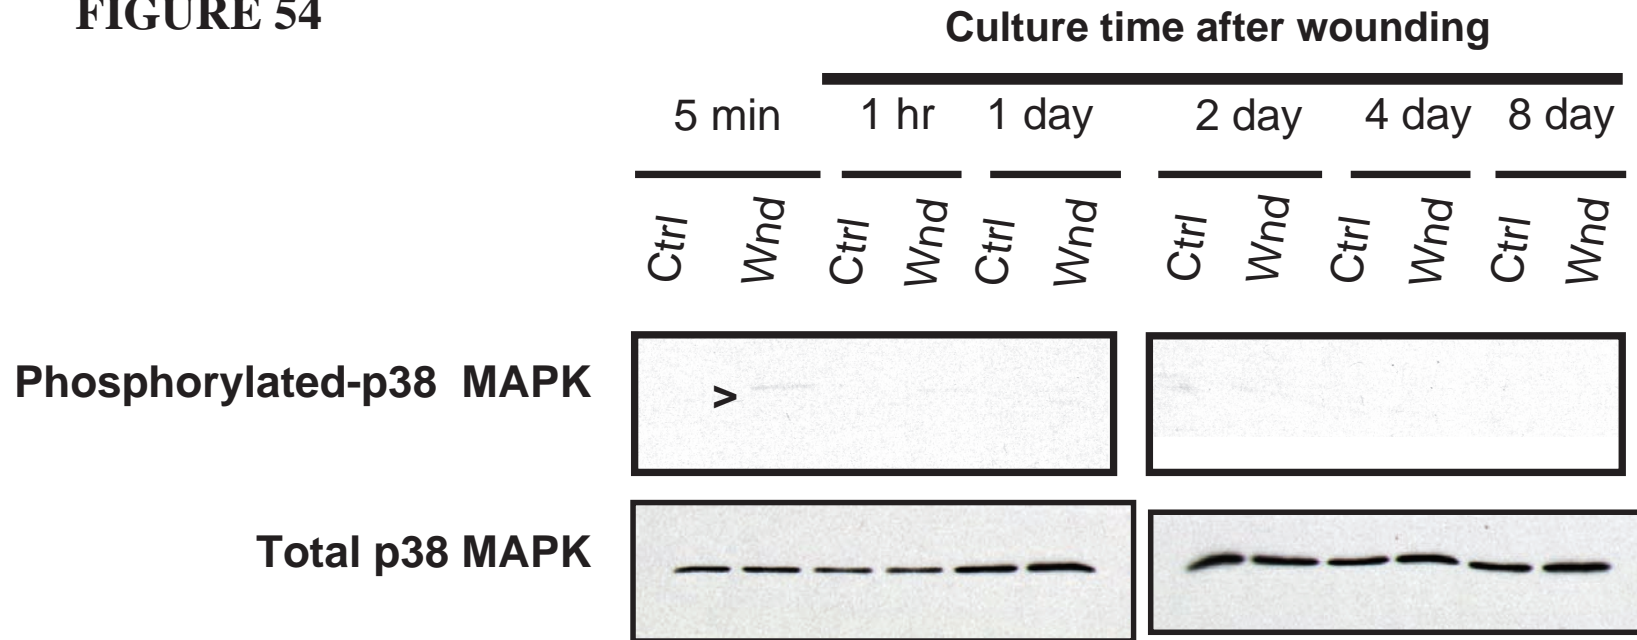 FIGURE 54
Culture time after wounding
5 min 1 hr 1 day 2 day 4 day 8 day
Ctrl Wnd Ctrl Wnd Ctrl Wnd Ctrl Wnd Ctrl Wnd Ctrl Wnd
Phosphorylated-p38 MAPK >
Total p38 MAPK